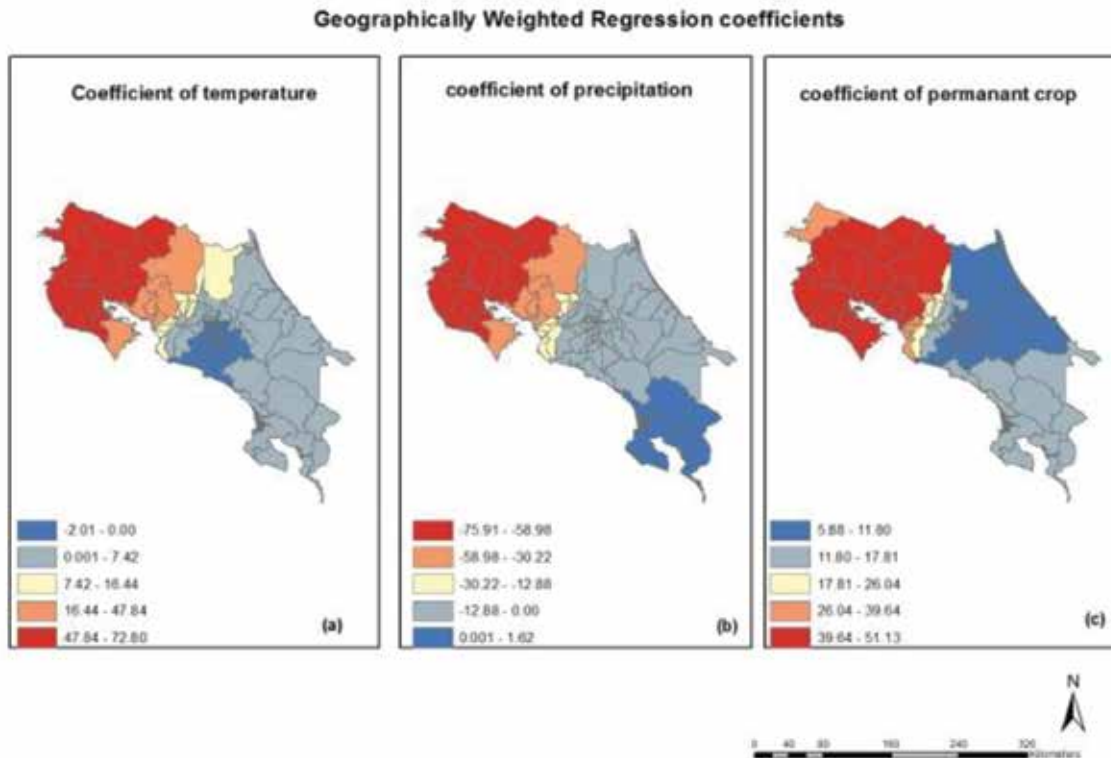 Geographically Weighted Regression coefficients
Coefficient of temperature
-2.01 - 0.00
0.001 - 7.42
7.42 - 16.44
16.44 - 47.84
47.84 - 72.80
(a)
coefficient of precipitation
-75.91 - -58.98
-58.98 - -30.22
-30.22 - -12.88
-12.88 - 0.00
0.001 - 1.62
(b)
coefficient of permanant crop
5.88 - 11.80
11.80 - 17.81
17.81 - 26.04
26.04 - 39.64
39.64 - 51.13
(c)
N
0 40 80 160 240 320
Kilometers